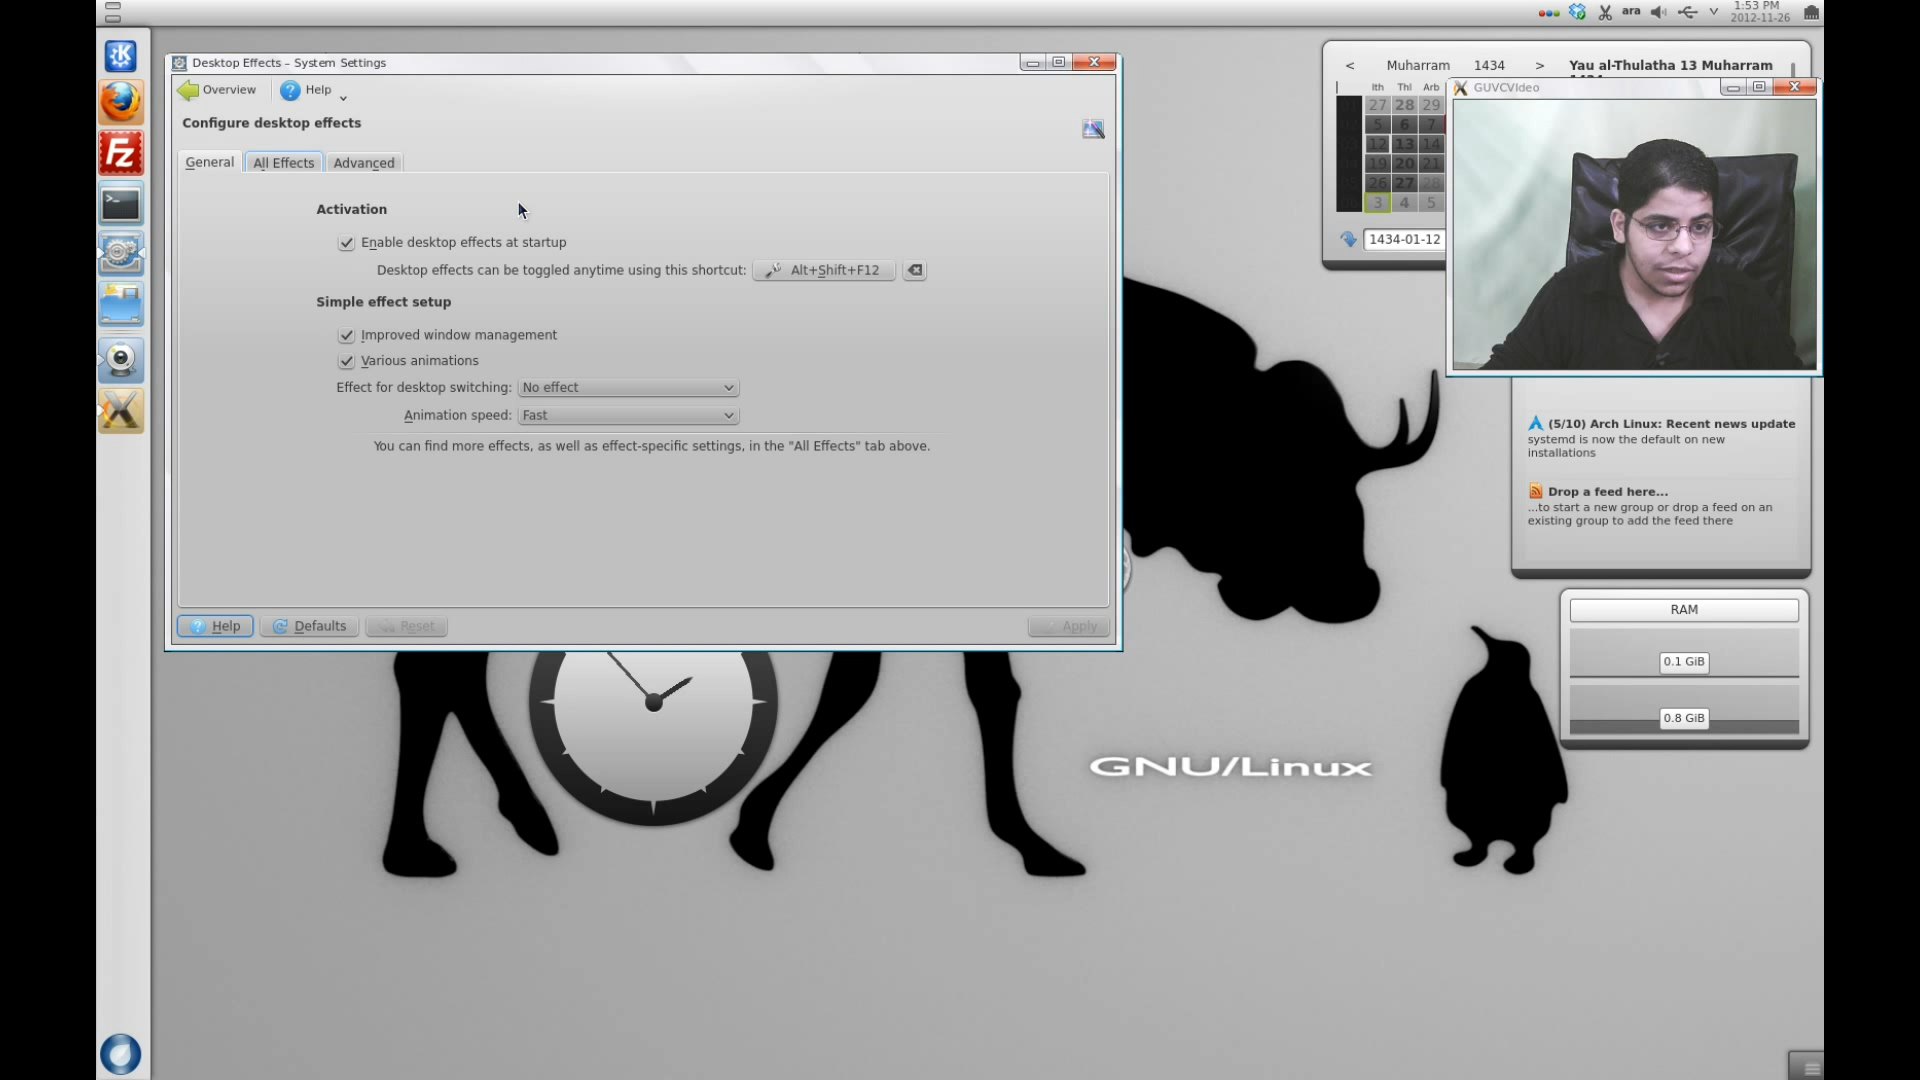 ara
1:53 PM
2012-11-26
Desktop Effects – System Settings
Overview
Help
Configure desktop effects
General
All Effects
Advanced
Activation
Enable desktop effects at startup
Desktop effects can be toggled anytime using this shortcut:
Alt+Shift+F12
Simple effect setup
Improved window management
Various animations
Effect for desktop switching:
No effect
Animation speed:
Fast
You can find more effects, as well as effect-specific settings, in the "All Effects" tab above.
Help
Defaults
Reset
Apply
< Muharram 1434 >
Yau al-Thulatha 13 Muharram
Ith Thl Arb
27 28 29
5 6 7
12 13 14
19 20 21
26 27 28
3 4 5
1434-01-12
GUVCVideo
(5/10) Arch Linux: Recent news update
systemd is now the default on new
installations
Drop a feed here...
...to start a new group or drop a feed on an
existing group to add the feed there
RAM
0.1 GiB
0.8 GiB
GNU/Linux
Fz